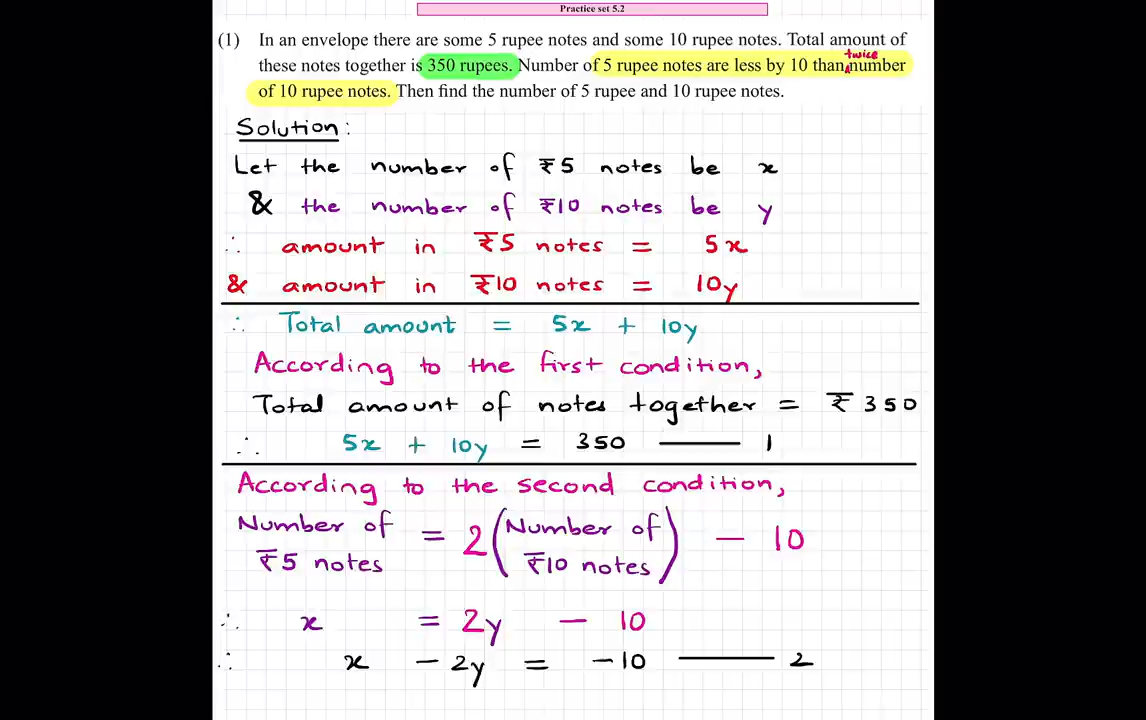 Practice set 5.2
(1) In an envelope there are some 5 rupee notes and some 10 rupee notes. Total amount of
these notes together is 350 rupees. Number of 5 rupee notes are less by 10 than twice number
of 10 rupee notes. Then find the number of 5 rupee and 10 rupee notes.
Solution:
Let the number of ₹5 notes be x
& the number of ₹10 notes be y
∴ amount in ₹5 notes = 5x
& amount in ₹10 notes = 10y
∴ Total amount = 5x + 10y
According to the first condition,
Total amount of notes together = ₹350
∴ 5x + 10y = 350 —— 1
According to the second condition,
Number of ₹5 notes = 2(Number of ₹10 notes) - 10
∴ x = 2y - 10
∴ x - 2y = -10 —— 2